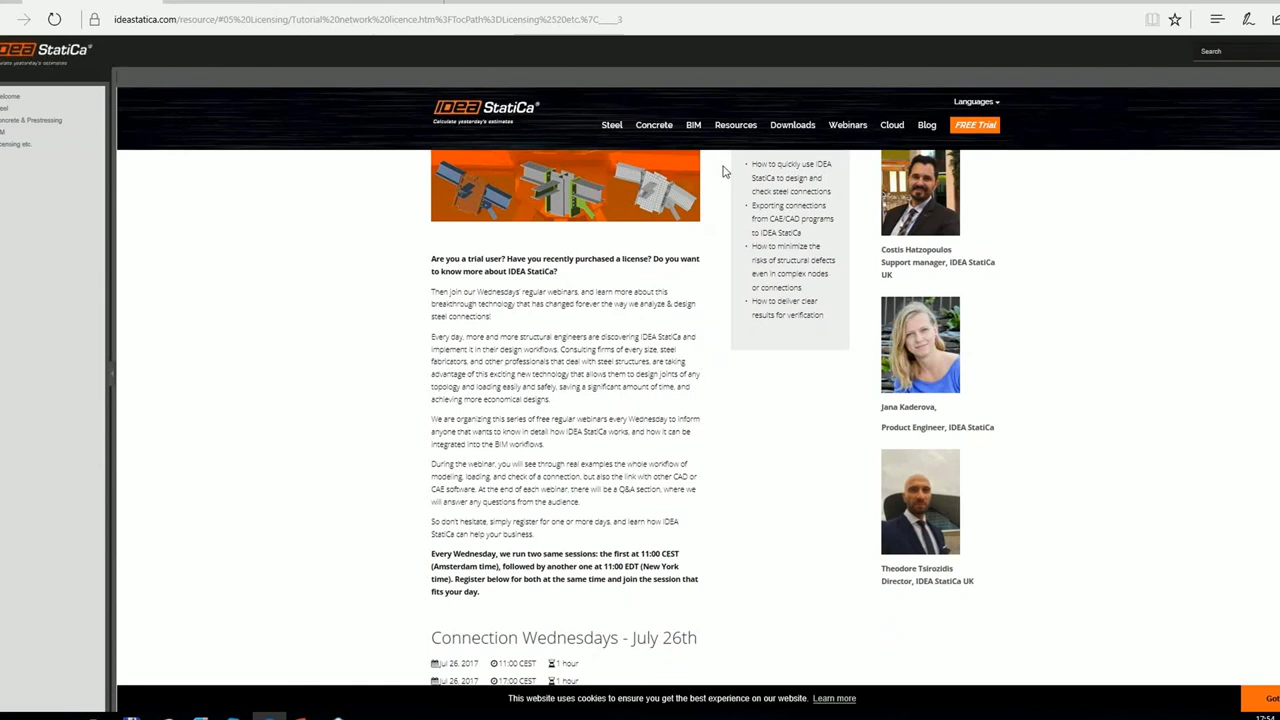 ideastatica.com/resource/#05%20Licensing/Tutorial%20network%20licence.htm%3FTocPath%3DLicensing%2520etc.%7C____3
IDEA StatiCa®
Search
Concrete & Prestressing
etc.
IDEA StatiCa®
Calculate yesterday's estimates
Languages
Steel Concrete BIM Resources Downloads Webinars Cloud Blog FREE Trial
Are you a trial user? Have you recently purchased a license? Do you want
to know more about IDEA StatiCa?
Then join our Wednesdays' regular webinars, and learn more about this
breakthrough technology that has changed forever the way we analyze & design
steel connections!
Every day, more and more structural engineers are discovering IDEA StatiCa and
implement it in their design workflows. Consulting firms of every size, steel
fabricators, and other professionals that deal with steel structures, are taking
advantage of this exciting new technology that allows them to design joints of any
topology and loading easily and safely, saving a significant amount of time, and
achieving more economical designs.
We are organizing this series of free regular webinars every Wednesday to inform
anyone that wants to know in detail how IDEA StatiCa works, and how it can be
integrated into the BIM workflows.
During the webinar, you will see through real examples the whole workflow of
modeling, loading, and check of a connection, but also the link with other CAD or
CAE software. At the end of each webinar, there will be a Q&A section, where we
will answer any questions from the audience.
So don't hesitate, simply register for one or more days, and learn how IDEA
StatiCa can help your business.
Every Wednesday, we run two same sessions: the first at 11:00 CEST
(Amsterdam time), followed by another one at 11:00 EDT (New York
time). Register below for both at the same time and join the session that
fits your day.
Connection Wednesdays - July 26th
Jul 26, 2017 11:00 CEST 1 hour
Jul 26, 2017 17:00 CEST 1 hour
• How to quickly use IDEA
StatiCa to design and
check steel connections
• Exporting connections
from CAE/CAD programs
to IDEA StatiCa
• How to minimize the
risks of structural defects
even in complex nodes
or connections
• How to deliver clear
results for verification
Costis Hatzopoulos
Support manager, IDEA StatiCa
UK
Jana Kaderova,
Product Engineer, IDEA StatiCa
Theodore Tsirozidis
Director, IDEA StatiCa UK
This website uses cookies to ensure you get the best experience on our website. Learn more
Got
17:54